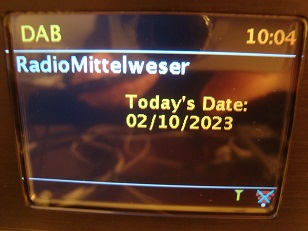 DAB 10:04
RadioMittelweser
Today's Date:
02/10/2023